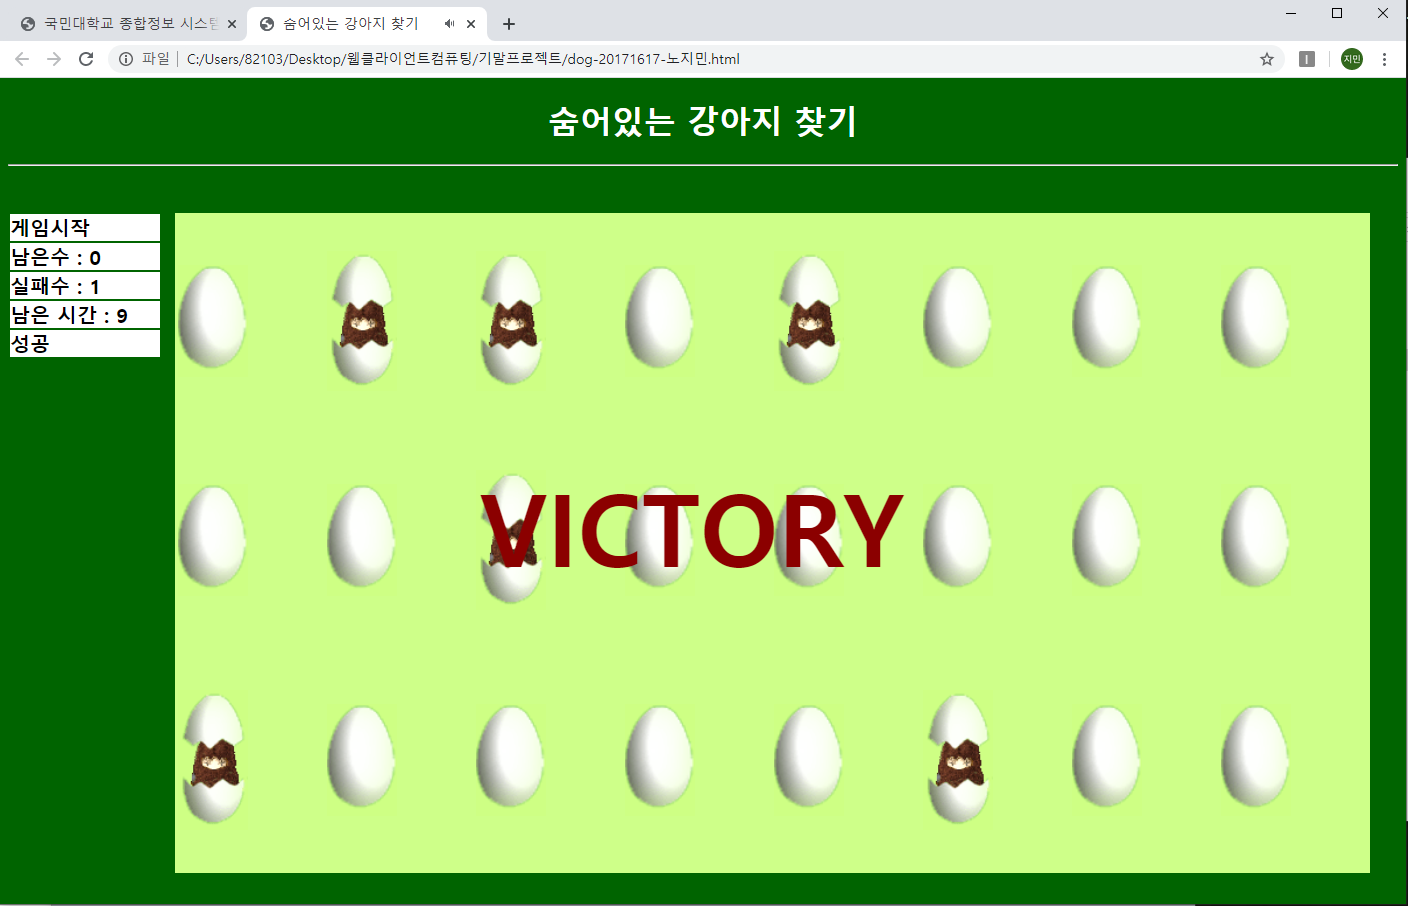 국민대학교 종합정보 시스템
숨어있는 강아지 찾기
파일
C:/Users/82103/Desktop/웹클라이언트컴퓨팅/기말프로젝트/dog-20171617-노지민.html
지민
숨어있는 강아지 찾기
게임시작
남은수 : 0
실패수 : 1
남은 시간 : 9
성공
VICTORY